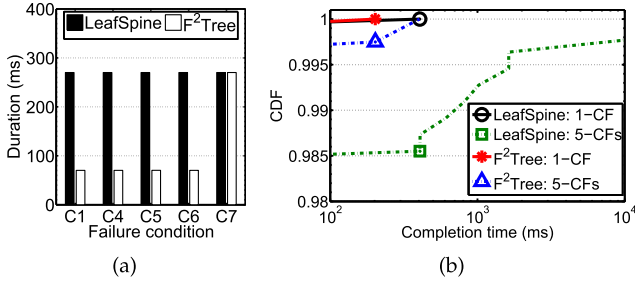 400
300
200
100
0
Duration (ms)
LeafSpine F²Tree
C1 C4 C5 C6 C7
Failure condition
(a)
1
0.995
0.99
0.985
0.98
CDF
LeafSpine: 1-CF
LeafSpine: 5-CFs
F²Tree: 1-CF
F²Tree: 5-CFs
10² 10³ 10⁴
Completion time (ms)
(b)